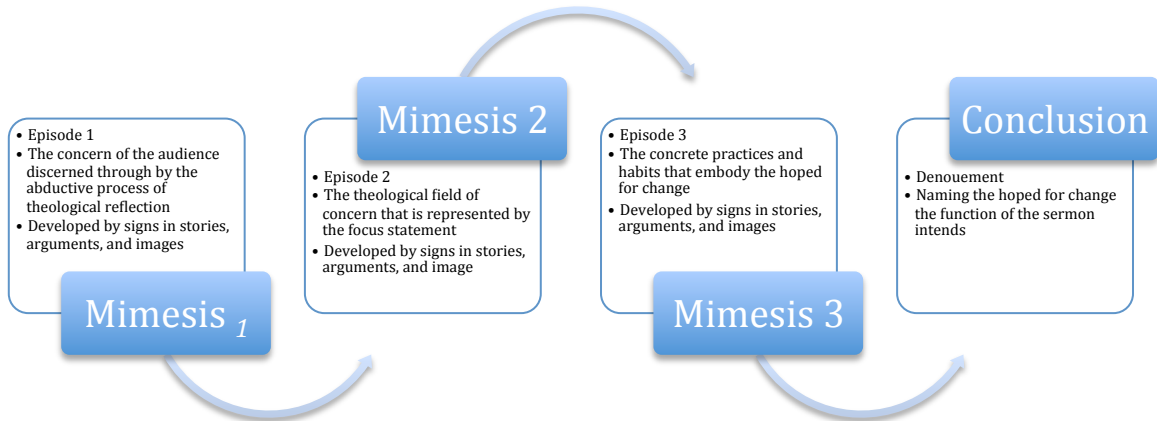 • Episode 1
• The concern of the audience
discerned through by the
abductive process of
theological reflection
• Developed by signs in stories,
arguments, and images
Mimesis 1
Mimesis 2
• Episode 2
• The theological field of
concern that is represented by
the focus statement
• Developed by signs in stories,
arguments, and image
• Episode 3
• The concrete practices and
habits that embody the hoped
for change
• Developed by signs in stories,
arguments, and images
Mimesis 3
Conclusion
• Denouement
• Naming the hoped for change
the function of the sermon
intends